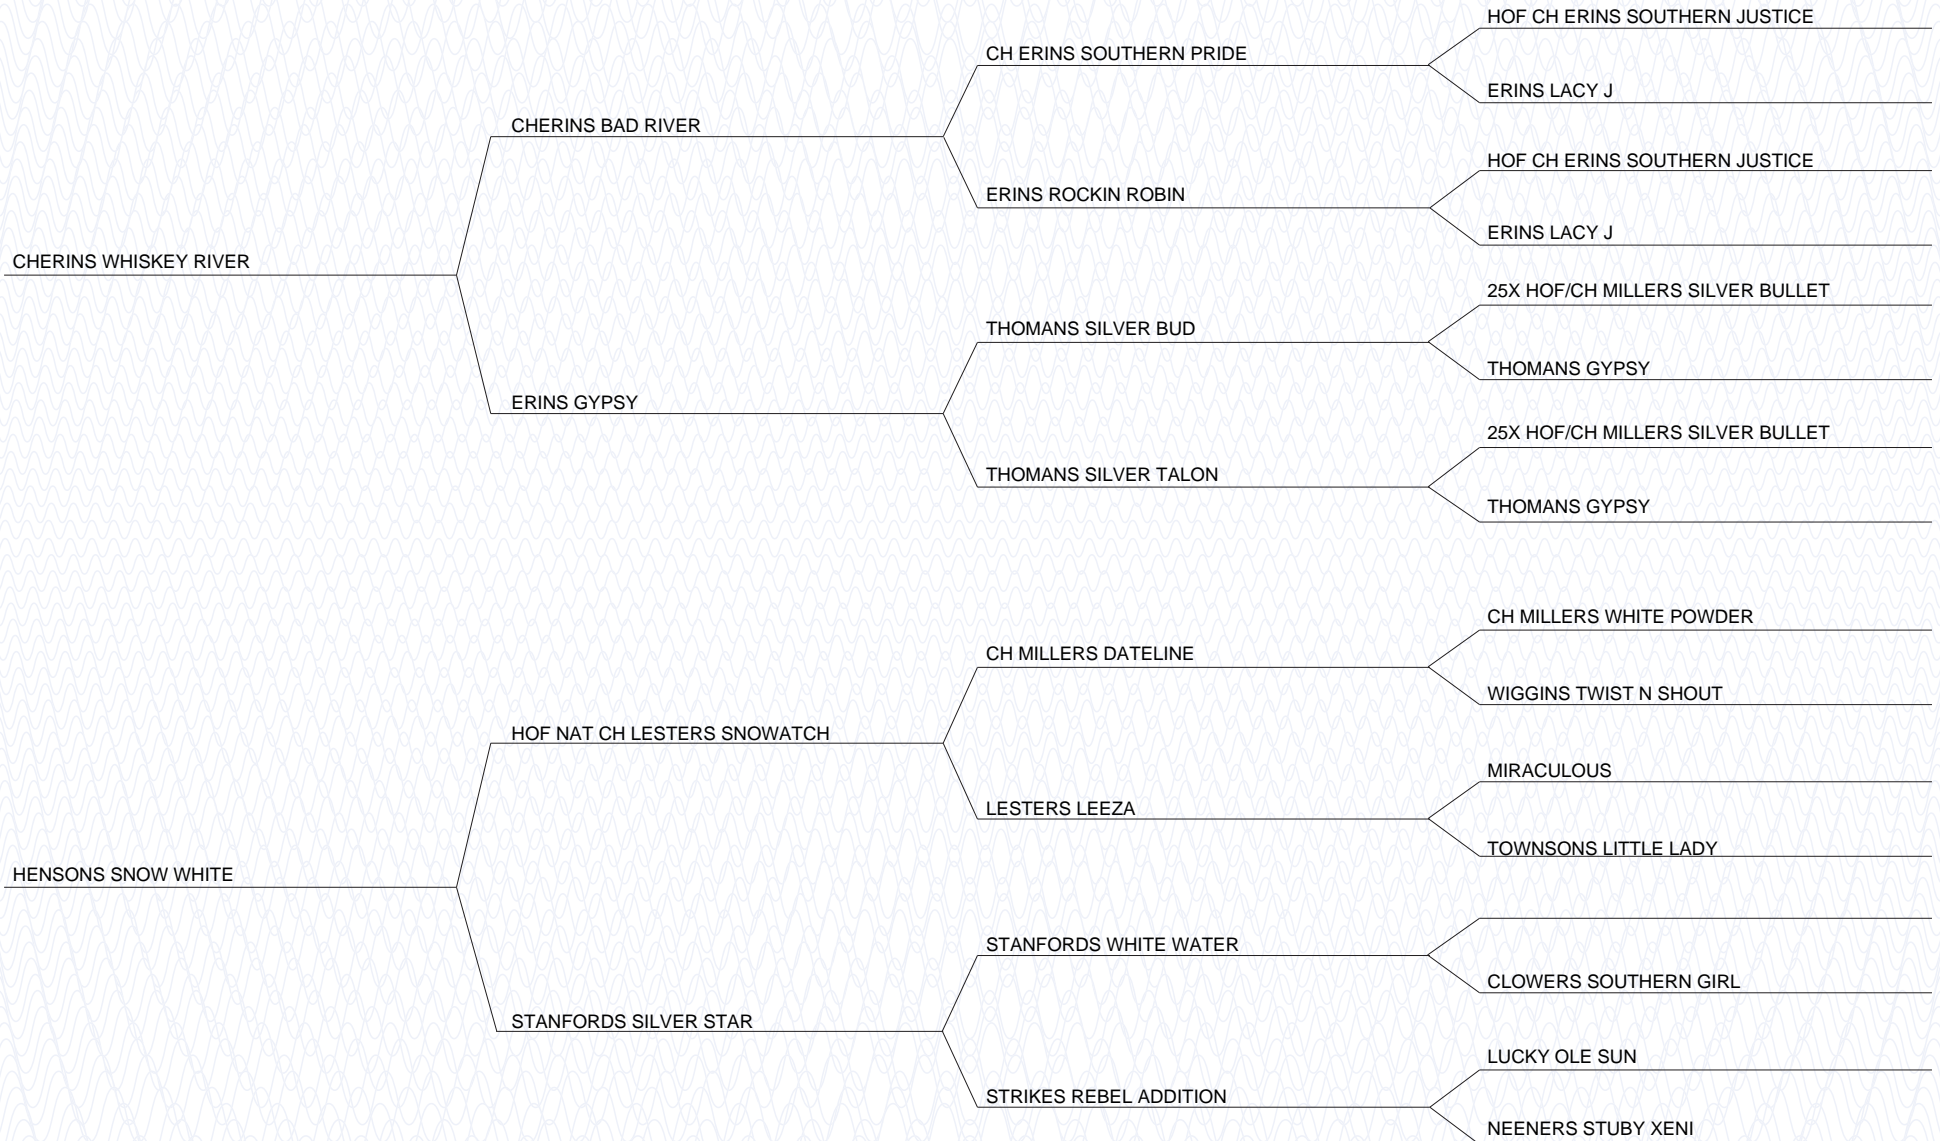 HOF CH ERINS SOUTHERN JUSTICE
CH ERINS SOUTHERN PRIDE
ERINS LACY J
CHERINS BAD RIVER
HOF CH ERINS SOUTHERN JUSTICE
ERINS ROCKIN ROBIN
ERINS LACY J
CHERINS WHISKEY RIVER
25X HOF/CH MILLERS SILVER BULLET
THOMANS SILVER BUD
THOMANS GYPSY
ERINS GYPSY
25X HOF/CH MILLERS SILVER BULLET
THOMANS SILVER TALON
THOMANS GYPSY
CH MILLERS WHITE POWDER
CH MILLERS DATELINE
WIGGINS TWIST N SHOUT
HOF NAT CH LESTERS SNOWATCH
MIRACULOUS
LESTERS LEEZA
TOWNSONS LITTLE LADY
HENSONS SNOW WHITE
STANFORDS WHITE WATER
CLOWERS SOUTHERN GIRL
STANFORDS SILVER STAR
LUCKY OLE SUN
STRIKES REBEL ADDITION
NEENERS STUBY XENI